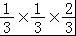 1/3 × 1/3 × 2/3